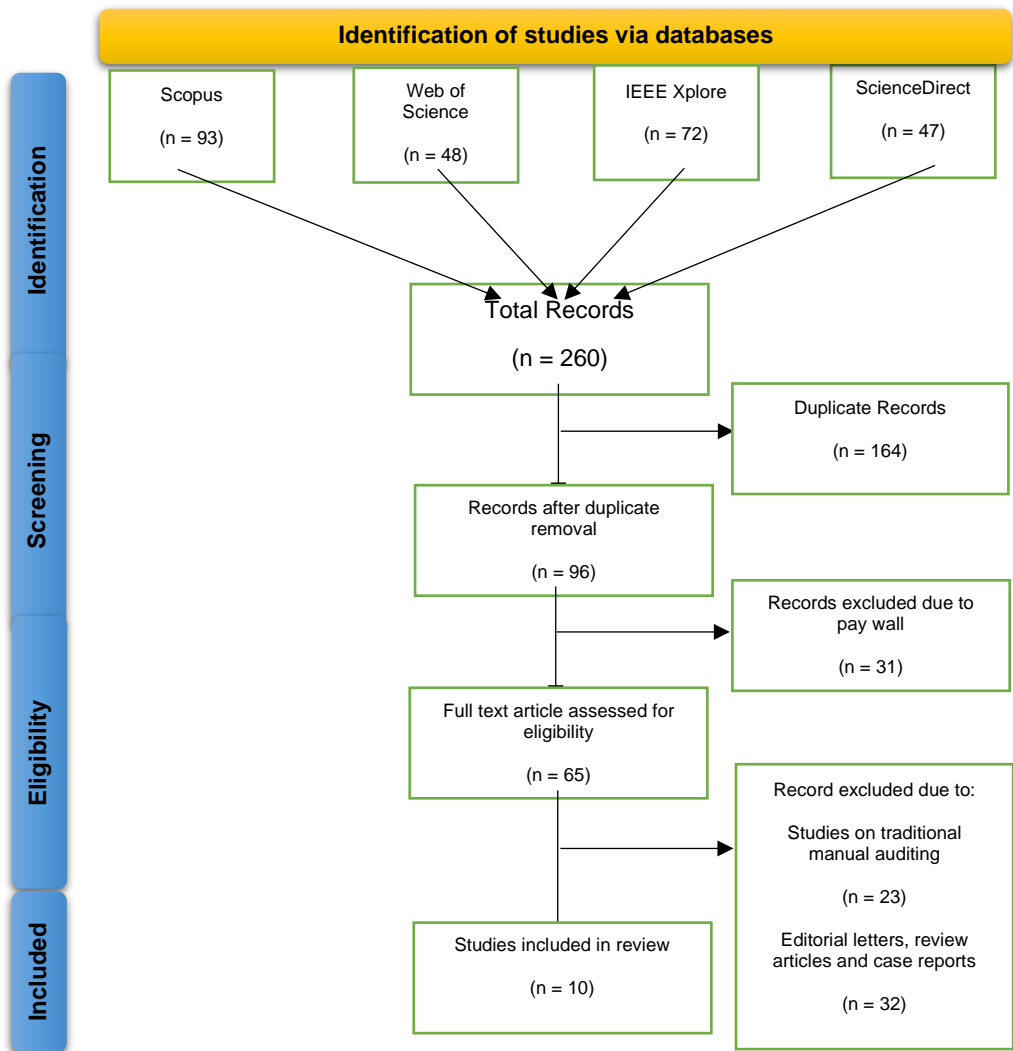 Identification of studies via databases
Identification
Scopus
(n = 93)
Web of
Science
(n = 48)
IEEE Xplore
(n = 72)
ScienceDirect
(n = 47)
Total Records
(n = 260)
Screening
Duplicate Records
(n = 164)
Records after duplicate
removal
(n = 96)
Records excluded due to
pay wall
(n = 31)
Eligibility
Full text article assessed for
eligibility
(n = 65)
Record excluded due to:
Studies on traditional
manual auditing
(n = 23)
Editorial letters, review
articles and case reports
(n = 32)
Included
Studies included in review
(n = 10)